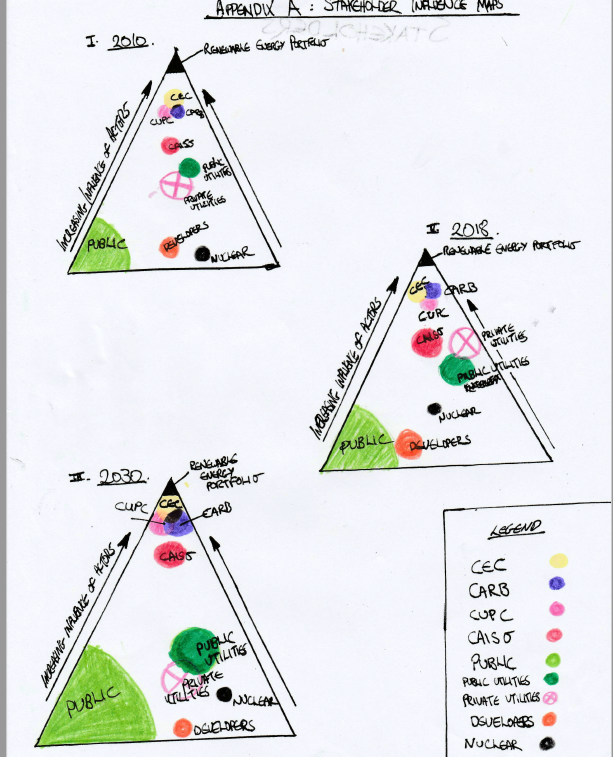 APPENDIX A : STAKEHOLDER INFLUENCE MAPS
STAKEHOLDERS
I. 2010.
RENEWABLE ENERGY PORTFOLIO
INCREASING INFLUENCE OF ACTORS
CEC
CUPC
CARB
CAISO
PUBLIC
UTILITIES
PRIVATE
UTILITIES
PUBLIC
DEVELOPERS
NUCLEAR
II. 2018.
RENEWABLE ENERGY PORTFOLIO
INCREASING INFLUENCE OF ACTORS
CEC
CARB
CUPC
CAISO
PRIVATE
UTILITIES
PUBLIC UTILITIES
NUCLEAR
PUBLIC
DEVELOPERS
III. 2030.
RENEWABLE
ENERGY
PORTFOLIO
INCREASING INFLUENCE OF ACTORS
CEC
CUPC
CARB
CAISO
PUBLIC
UTILITIES
PRIVATE
UTILITIES
NUCLEAR
PUBLIC
DEVELOPERS
LEGEND
CEC
CARB
CUPC
CAISO
PUBLIC
PUBLIC UTILITIES
PRIVATE UTILITIES
DEVELOPERS
NUCLEAR